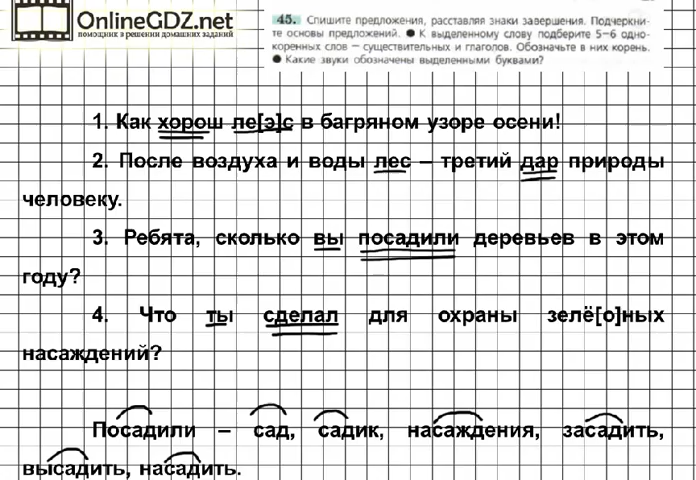 OnlineGDZ.net
помощник в решении домашних заданий
45. Спишите предложения, расставляя знаки завершения. Подчеркни-
те основы предложений. ● К выделенному слову подберите 5–6 одно-
коренных слов — существительных и глаголов. Обозначьте в них корень.
● Какие звуки обозначены выделенными буквами?
1. Как хорош ле[э]с в багряном узоре осени!
2. После воздуха и воды лес – третий дар природы
человеку.
3. Ребята, сколько вы посадили деревьев в этом
году?
4. Что ты сделал для охраны зелё[о]ных
насаждений?
Посадили – сад, садик, насаждения, засадить,
высадить, насадить.